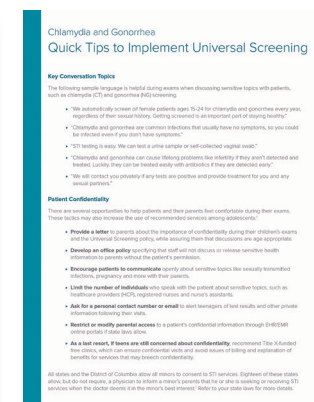 Chlamydia and Gonorrhea
Quick Tips to Implement Universal Screening
Key Conversation Topics
The following sample language is helpful during exams when discussing sensitive topics with patients,
such as chlamydia (CT) and gonorrhea (NG) screening.
• "We automatically screen all female patients ages 15-24 for chlamydia and gonorrhea every year,
regardless of their sexual history. Getting screened is an important part of staying healthy."
• "Chlamydia and gonorrhea are common infections that usually have no symptoms, so you could
be infected even if you don't have symptoms."
• "STI testing is easy. We can test a urine sample or self-collected vaginal swab."
• "Chlamydia and gonorrhea can cause lifelong problems like infertility if they aren't detected and
treated. Luckily, they can be treated easily with antibiotics if they are detected early."
• "We will contact you privately if any tests are positive and provide treatment for you and any
sexual partners."
Patient Confidentiality
There are several opportunities to help patients and their parents feel comfortable during their exams.
These tactics may also increase the use of recommended services among adolescents.
• Provide a letter to parents about the importance of confidentiality during their children's exams
and the Universal Screening policy, while assuring them that discussions are age appropriate.
• Develop an office policy specifying that staff will not discuss or release sensitive health
information to parents without the patient's permission.
• Encourage patients to communicate openly about sensitive topics like sexually transmitted
infections, pregnancy and more with their parents.
• Limit the number of individuals who speak with the patient about sensitive topics, such as
healthcare providers (HCP), registered nurses and nurse's assistants.
• Ask for a personal contact number or email to alert teenagers of test results and other private
information following their visits.
• Restrict or modify parental access to a patient's confidential information through EHR/EMR
online portals if state laws allow.
• As a last resort, if teens are still concerned about confidentiality, recommend Title X-funded
free clinics, which can ensure confidential visits and avoid issues of billing and explanation of
benefits for services that may breach confidentiality.
All states and the District of Columbia allow all minors to consent to STI services. Eighteen of these states
allow, but do not require, a physician to inform a minor's parents that he or she is seeking or receiving STI
services when the doctor deems it in the minor's best interest. Refer to your state laws for more details.